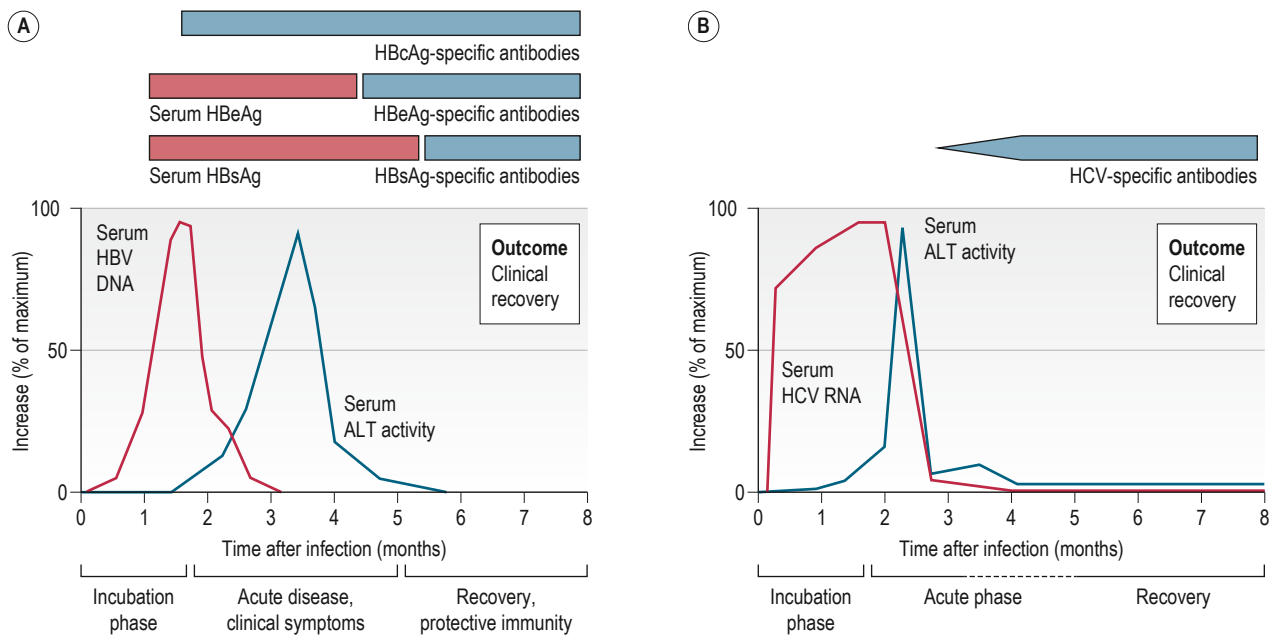 A
HBcAg-specific antibodies
Serum HBeAg
HBeAg-specific antibodies
Serum HBsAg
HBsAg-specific antibodies
Increase (% of maximum)
100
50
0
Serum
HBV
DNA
Serum
ALT activity
Outcome
Clinical
recovery
0 1 2 3 4 5 6 7 8
Time after infection (months)
Incubation
phase
Acute disease,
clinical symptoms
Recovery,
protective immunity
B
HCV-specific antibodies
Increase (% of maximum)
100
50
0
Serum
ALT activity
Serum
HCV RNA
Outcome
Clinical
recovery
0 1 2 3 4 5 6 7 8
Time after infection (months)
Incubation
phase
Acute phase
Recovery